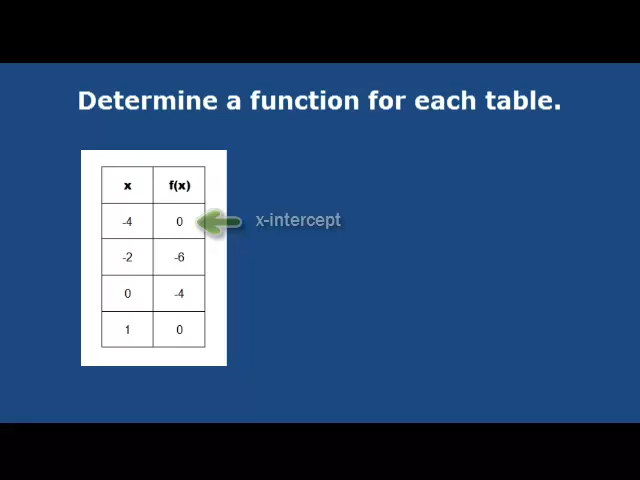 Determine a function for each table.
x f(x)
-4 0 x-intercept
-2 -6
0 -4
1 0